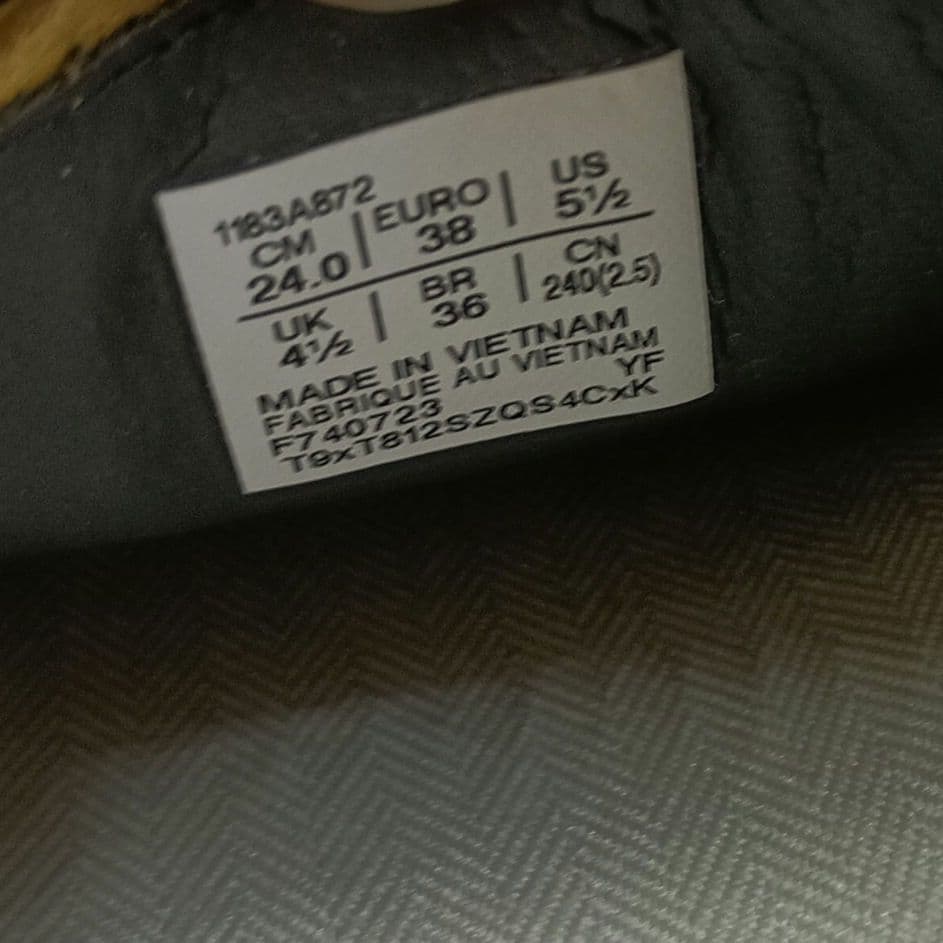 1183A872
CM | EURO | US
24.0 | 38 | 5½
UK | BR | CN
4½ | 36 | 240(2.5)
MADE IN VIETNAM
FABRIQUE AU VIETNAM
F740723 YF
T9xT812SZQS4CxK